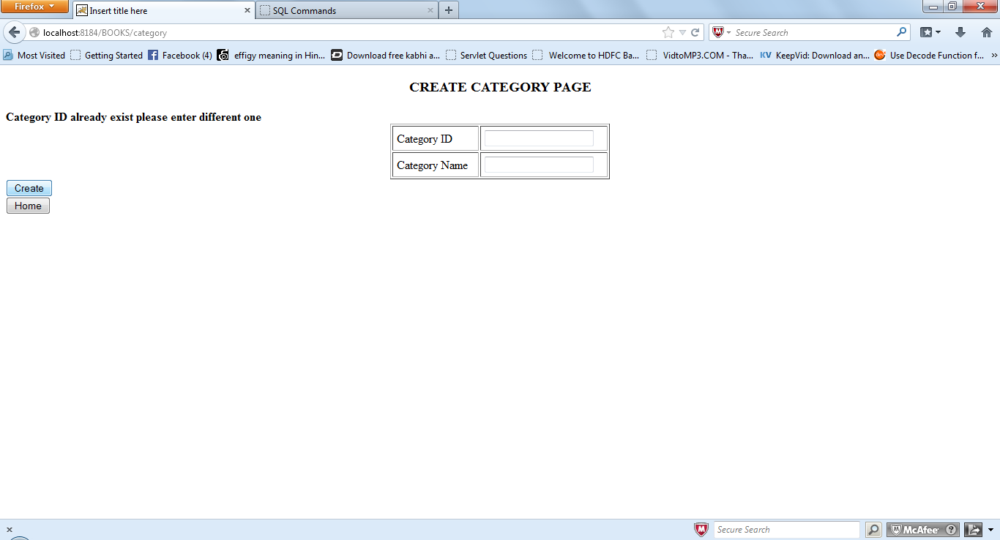 Firefox
Insert title here
SQL Commands
localhost:8184/BOOKS/category
Secure Search
Most Visited
Getting Started
Facebook (4)
effigy meaning in Hin...
Download free kabhi a...
Servlet Questions
Welcome to HDFC Ba...
VidtoMP3.COM - Tha...
KV KeepVid: Download an...
Use Decode Function f...
CREATE CATEGORY PAGE
Category ID already exist please enter different one
Category ID
Category Name
Create
Home
Secure Search
McAfee